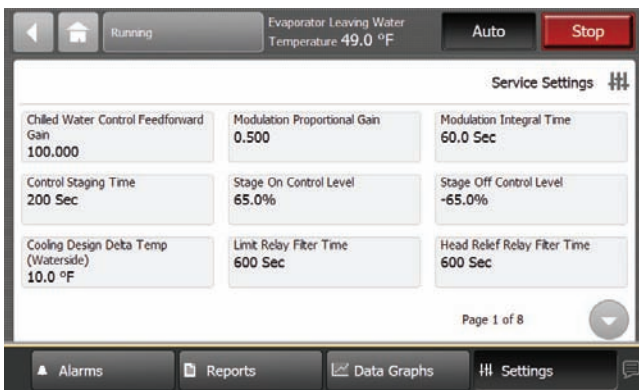 Running
Evaporator Leaving Water
Temperature 49.0 °F
Auto
Stop
Service Settings
Chilled Water Control Feedforward
Gain
100.000
Modulation Proportional Gain
0.500
Modulation Integral Time
60.0 Sec
Control Staging Time
200 Sec
Stage On Control Level
65.0%
Stage Off Control Level
-65.0%
Cooling Design Delta Temp
(Waterside)
10.0 °F
Limit Relay Filter Time
600 Sec
Head Relief Relay Filter Time
600 Sec
Page 1 of 8
Alarms
Reports
Data Graphs
Settings